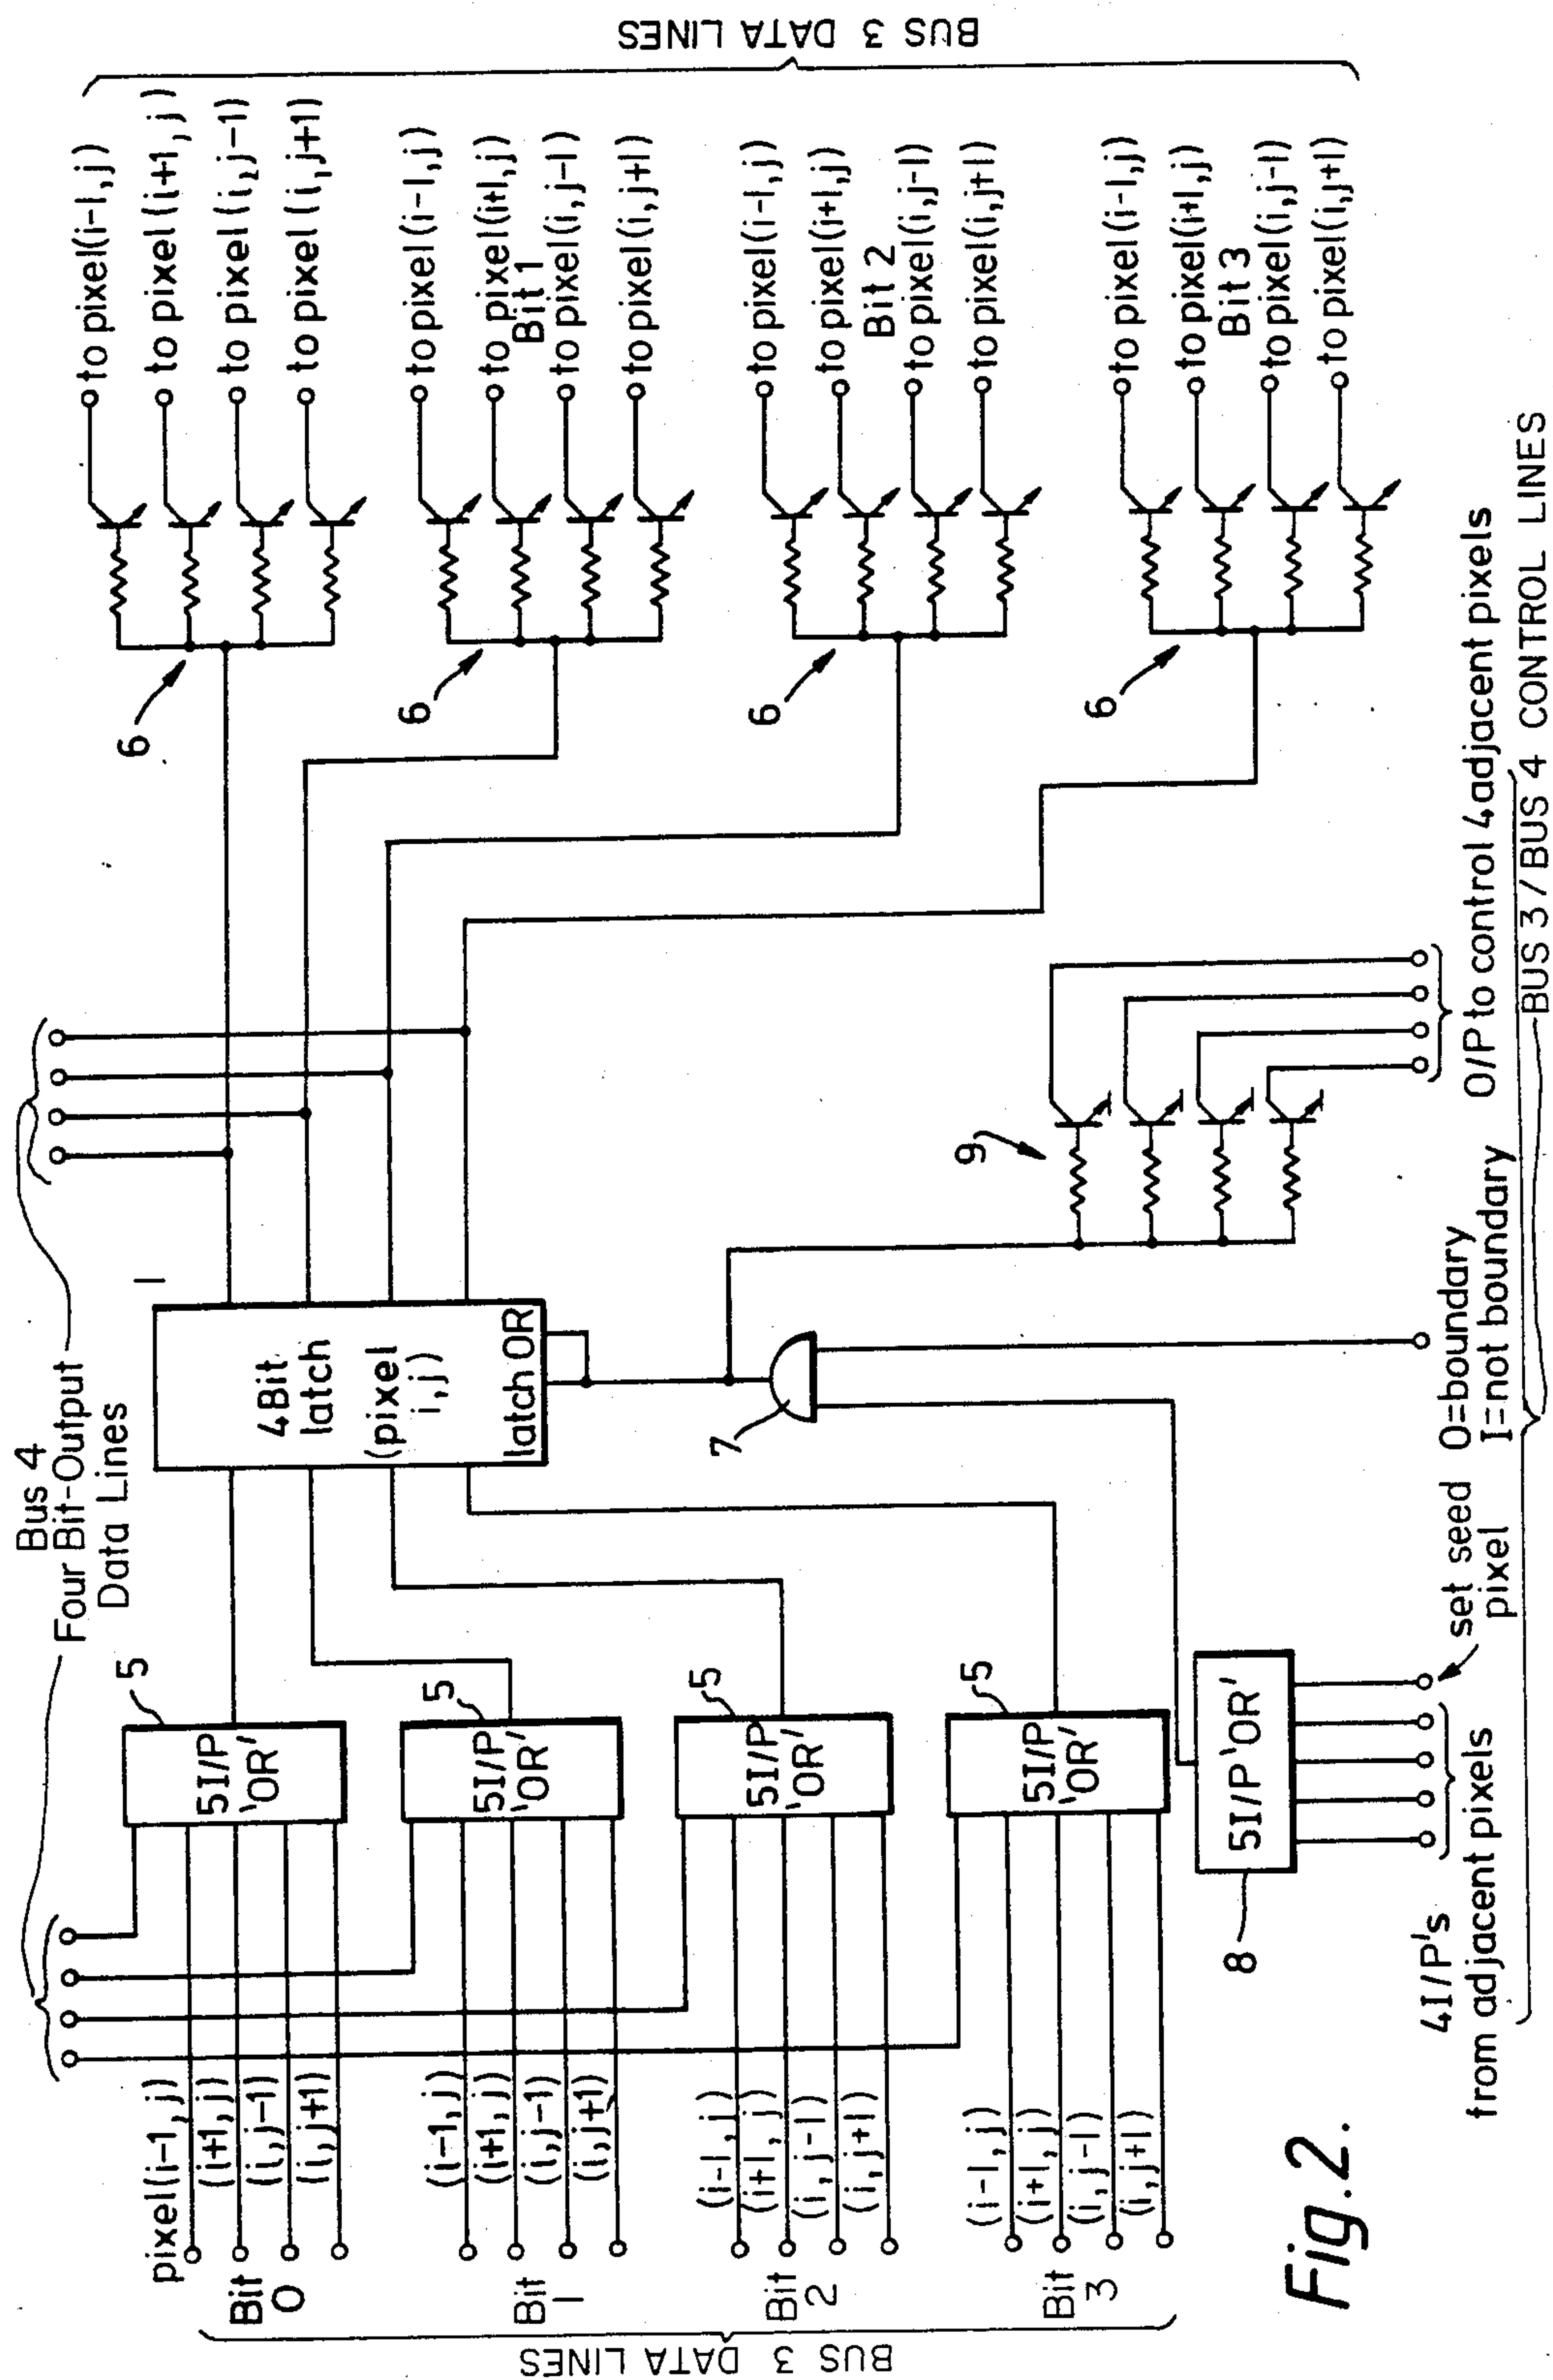 Bus 4
Four Bit-Output
Data Lines
BUS 3 DATA LINES
Bit
0
pixel(i-1, j)
(i+1, j)
(i, j-1)
(i, j+1)
Bit
1
(i-1, j)
(i+1, j)
(i, j-1)
(i, j+1)
Bit
2
(i-1, j)
(i+1, j)
(i, j-1)
(i, j+1)
Bit
3
(i-1, j)
(i+1, j)
(i, j-1)
(i, j+1)
5
5I/P
'OR'
5
5I/P
'OR'
5
5I/P
'OR'
5
5I/P
'OR'
8
5I/P 'OR'
1
4Bit
latch
(pixel
i,j)
latch OR
7
9
6
6
6
6
to pixel(i-1,j)
to pixel(i+1,j)
to pixel(i,j-1)
to pixel(i,j+1)
to pixel(i-1,j)
to pixel(i+1,j)
Bit 1
to pixel(i,j-1)
to pixel(i,j+1)
to pixel(i-1,j)
to pixel(i+1,j)
Bit 2
to pixel(i,j-1)
to pixel(i,j+1)
to pixel(i-1,j)
to pixel(i+1,j)
Bit 3
to pixel(i,j-1)
to pixel(i,j+1)
BUS 3 DATA LINES
4I/P's
from adjacent pixels
set seed
pixel
0=boundary
1=not boundary
O/P to control 4 adjacent pixels
BUS 3 / BUS 4 CONTROL LINES
Fig. 2.